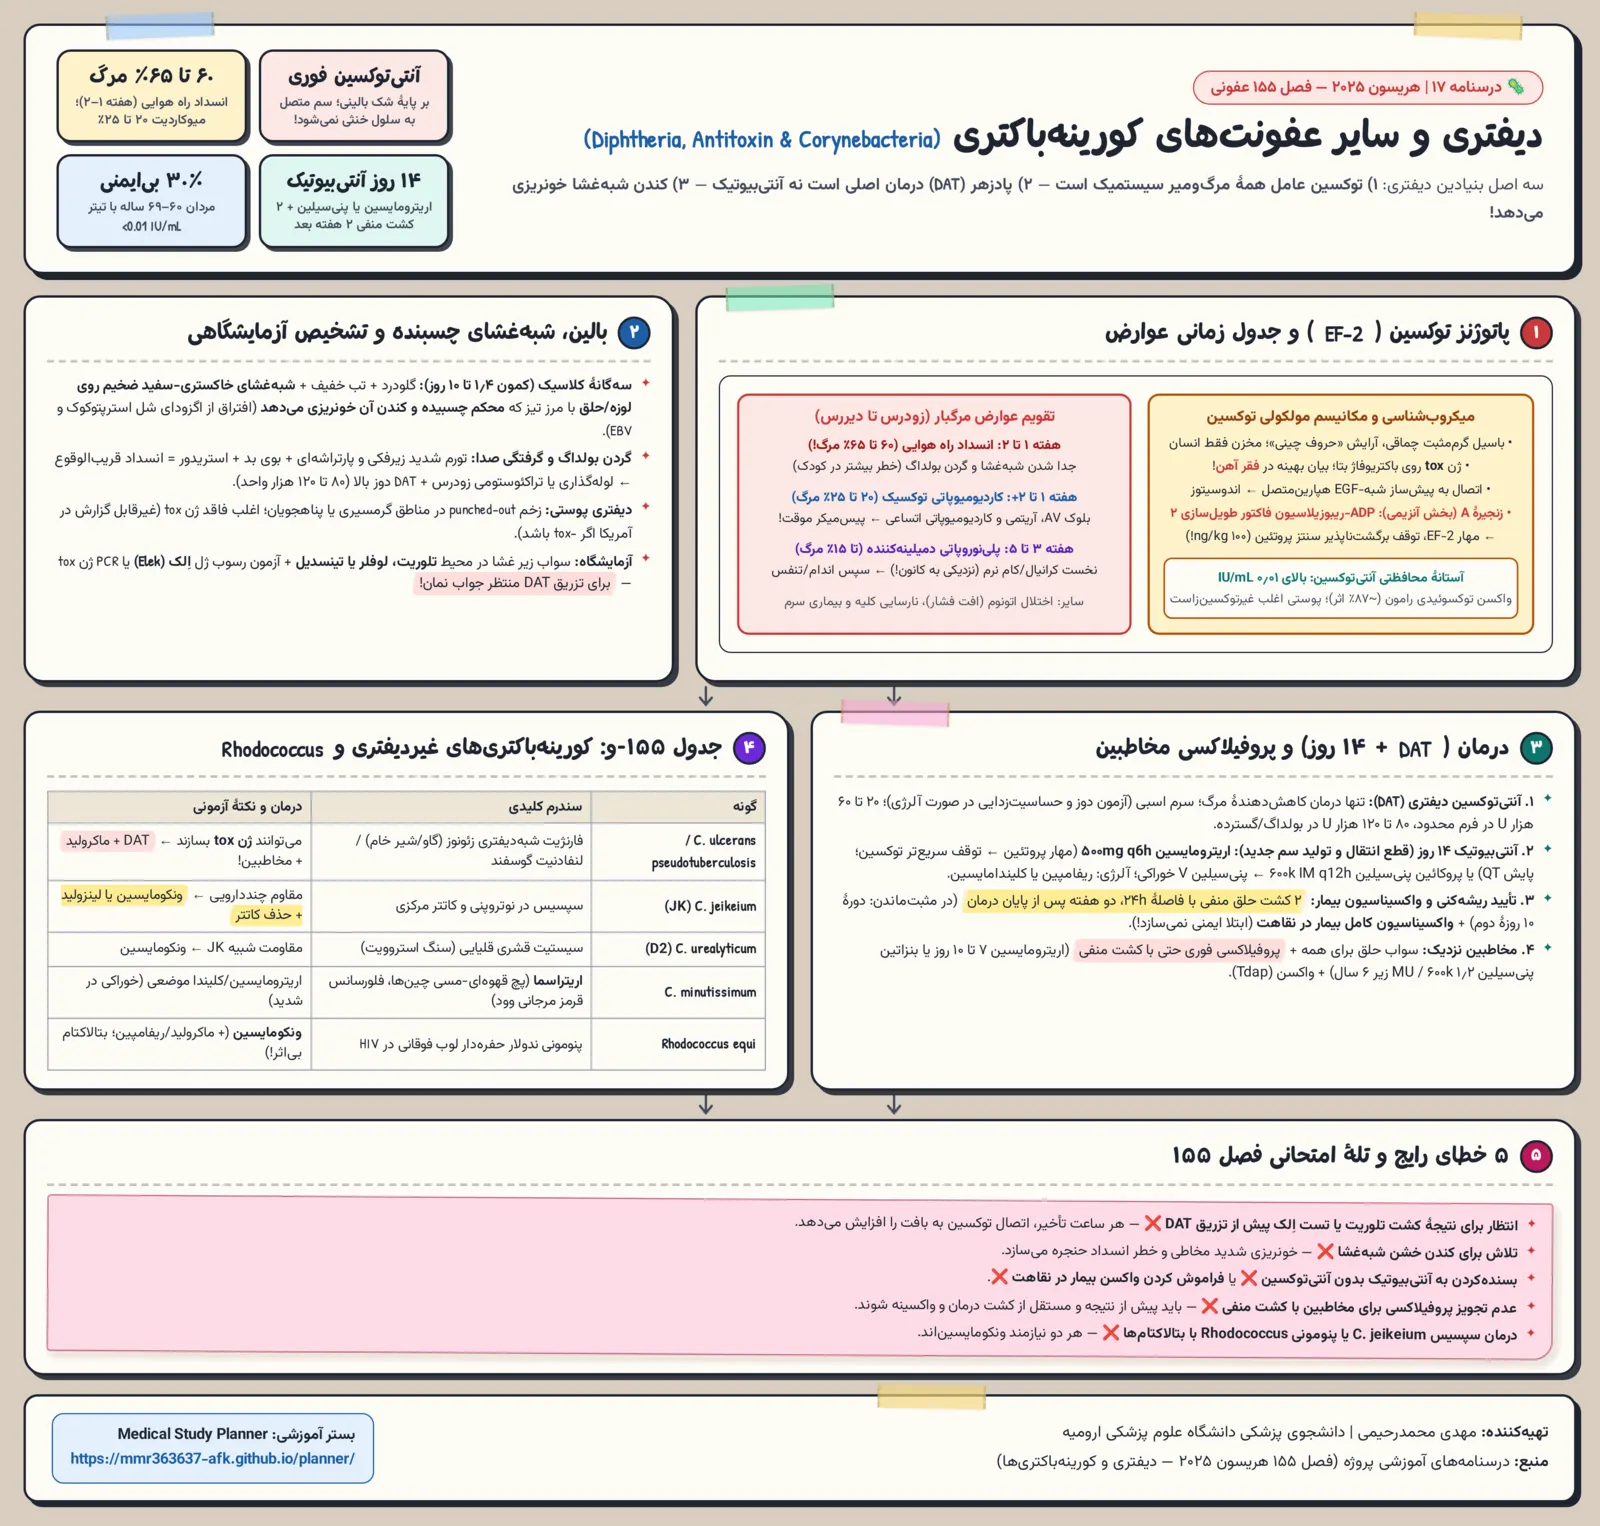 🦠 درسنامه ۱۷ | هریسون ۲۰۲۵ – فصل ۱۵۵ عفونی
دیفتری و سایر عفونت‌های کورینه‌باکتری (Diphtheria, Antitoxin & Corynebacteria)
سه اصل بنیادین دیفتری: ۱) توکسین عامل همهٔ مرگ‌ومیر سیستمیک است – ۲) پادزهر (DAT) درمان اصلی است نه آنتی‌بیوتیک – ۳) کندن شبه‌غشا خونریزی
می‌دهد!
آنتی‌توکسین فوری
بر پایهٔ شک بالینی؛ سم متصل
به سلول خنثی نمی‌شود!
۶۰ تا ۶۵٪ مرگ
انسداد راه هوایی (هفته ۱–۲)؛
میوکاردیت ۲۰ تا ۲۵٪
۱۴ روز آنتی‌بیوتیک
اریترومایسین یا پنی‌سیلین + ۲
کشت منفی ۲ هفته بعد
۳۰٪ بی‌ایمنی
مردان ۶۰–۶۹ ساله با تیتر
<0.01 IU/mL
۱ پاتوژنز توکسین ( EF-2 ) و جدول زمانی عوارض
میکروب‌شناسی و مکانیسم مولکولی توکسین
• باسیل گرم‌مثبت چماقی، آرایش «حروف چینی»؛ مخزن فقط انسان
• ژن tox روی باکتریوفاژ بتا؛ بیان بهینه در فقر آهن!
• اتصال به پیش‌ساز شبه-EGF هپارین‌متصل ← اندوسیتوز
• زنجیرهٔ A (بخش آنزیمی): ADP-ریبوزیلاسیون فاکتور طویل‌سازی ۲
← مهار EF-2، توقف برگشت‌ناپذیر سنتز پروتئین (۱۰۰ ng/kg!)
آستانهٔ محافظتی آنتی‌توکسین: بالای ۰٫۰۱ IU/mL
واکسن توکسوئیدی رامون (~۸۷٪ اثر)؛ پوستی اغلب غیرتوکسین‌زاست
تقویم عوارض مرگبار (زودرس تا دیررس)
هفته ۱ تا ۲: انسداد راه هوایی (۶۰ تا ۶۵٪ مرگ!)
جدا شدن شبه‌غشا و گردن بولداگ (خطر بیشتر در کودک)
هفته ۱ تا ۲+: کاردیومیوپاتی توکسیک (۲۰ تا ۲۵٪ مرگ)
بلوک AV، آریتمی و کاردیومیوپاتی اتساعی ← پیس‌میکر موقت!
هفته ۳ تا ۵: پلی‌نوروپاتی دمیلینه‌کننده (تا ۱۵٪ مرگ)
نخست کرانیال/کام نرم (نزدیکی به کانون!) ← سپس اندام/تنفس
سایر: اختلال اتونوم (افت فشار)، نارسایی کلیه و بیماری سرم
۲ بالین، شبه‌غشای چسبنده و تشخیص آزمایشگاهی
✦ سه‌گانهٔ کلاسیک (کمون ۱٫۴ تا ۱۰ روز): گلودرد + تب خفیف + شبه‌غشای خاکستری-سفید ضخیم روی
لوزه/حلق با مرز تیز که محکم چسبیده و کندن آن خونریزی می‌دهد (افتراق از اگزودای شل استرپتوکوک و
EBV).
✦ گردن بولداگ و گرفتگی صدا: تورم شدید زیرفکی و پارتراشه‌ای + بوی بد + استریدور = انسداد قریب‌الوقوع
← لوله‌گذاری یا تراکئوستومی زودرس + DAT دوز بالا (۸۰ تا ۱۲۰ هزار واحد).
✦ دیفتری پوستی: زخم punched-out در مناطق گرمسیری یا پناهجویان؛ اغلب فاقد ژن tox (غیرقابل گزارش در
آمریکا اگر -tox باشد).
✦ آزمایشگاه: سواب زیر غشا در محیط تلوریت، لوفلر یا تینسدیل + آزمون رسوب ژل اِلک (Elek) یا PCR ژن tox
– برای تزریق DAT منتظر جواب نمان!
۳ درمان ( DAT + ۱۴ روز) و پروفیلاکسی مخاطبین
✦ ۱. آنتی‌توکسین دیفتری (DAT): تنها درمان کاهش‌دهندهٔ مرگ؛ سرم اسبی (آزمون دوز و حساسیت‌زدایی در صورت آلرژی)؛ ۲۰ تا ۶۰
هزار U در فرم محدود، ۸۰ تا ۱۲۰ هزار U در بولداگ/گسترده.
✦ ۲. آنتی‌بیوتیک ۱۴ روز (قطع انتقال و تولید سم جدید): اریترومایسین ۵۰۰mg q6h (مهار پروتئین ← توقف سریع‌تر توکسین؛
پایش QT) یا پروکائین پنی‌سیلین ۶۰۰k IM q12h ← پنی‌سیلین V خوراکی؛ آلرژی: ریفامپین یا کلیندامایسین.
✦ ۳. تأیید ریشه‌کنی و واکسیناسیون بیمار: ۲ کشت حلق منفی با فاصلهٔ ۲۴h، دو هفته پس از پایان درمان (در مثبت‌ماندن: دورهٔ
۱۰ روزهٔ دوم) + واکسیناسیون کامل بیمار در نقاهت (ابتلا ایمنی نمی‌سازد!).
✦ ۴. مخاطبین نزدیک: سواب حلق برای همه + پروفیلاکسی فوری حتی با کشت منفی (اریترومایسین ۷ تا ۱۰ روز یا بنزاتین
پنی‌سیلین ۱٫۲ MU / ۶۰۰k زیر ۶ سال) + واکسن (Tdap).
۴ جدول ۱۵۵-و: کورینه‌باکتری‌های غیردیفتری و Rhodococcus
گونه | سندرم کلیدی | درمان و نکتهٔ آزمونی
C. ulcerans / pseudotuberculosis | فارنژیت شبه‌دیفتری زئونوز (گاو/شیر خام) / لنفادنیت گوسفند | می‌توانند ژن tox بسازند ← DAT + ماکرولید + مخاطبین!
C. jeikeium (JK) | سپسیس در نوتروپنی و کاتتر مرکزی | مقاوم چنددارویی ← ونکومایسین یا لینزولید + حذف کاتتر
C. urealyticum (D2) | سیستیت قشری قلیایی (سنگ استروویت) | مقاومت شبیه JK ← ونکومایسین
C. minutissimum | اریتراسما (پچ قهوه‌ای-مسی چین‌ها، فلورسانس قرمز مرجانی وود) | اریترومایسین/کلیندا موضعی (خوراکی در شدید)
Rhodococcus equi | پنومونی ندولار حفره‌دار لوب فوقانی در HIV | ونکومایسین (+ ماکرولید/ریفامپین؛ بتالاکتام بی‌اثر!)
۵ ۵ خطای رایج و تلهٔ امتحانی فصل ۱۵۵
✦ انتظار برای نتیجهٔ کشت تلوریت یا تست اِلک پیش از تزریق DAT ❌ – هر ساعت تأخیر، اتصال توکسین به بافت را افزایش می‌دهد.
✦ تلاش برای کندن خشن شبه‌غشا ❌ – خونریزی شدید مخاطی و خطر انسداد حنجره می‌سازد.
✦ بسنده‌کردن به آنتی‌بیوتیک بدون آنتی‌توکسین ❌ یا فراموش کردن واکسن بیمار در نقاهت ❌.
✦ عدم تجویز پروفیلاکسی برای مخاطبین با کشت منفی ❌ – باید پیش از نتیجه و مستقل از کشت درمان و واکسینه شوند.
✦ درمان سپسیس C. jeikeium یا پنومونی Rhodococcus با بتالاکتام‌ها ❌ – هر دو نیازمند ونکومایسین‌اند.
تهیه‌کننده: مهدی محمدرحیمی | دانشجوی پزشکی دانشگاه علوم پزشکی ارومیه
منبع: درسنامه‌های آموزشی پروژه (فصل ۱۵۵ هریسون ۲۰۲۵ – دیفتری و کورینه‌باکتری‌ها)
بستر آموزشی: Medical Study Planner
https://mmr363637-afk.github.io/planner/